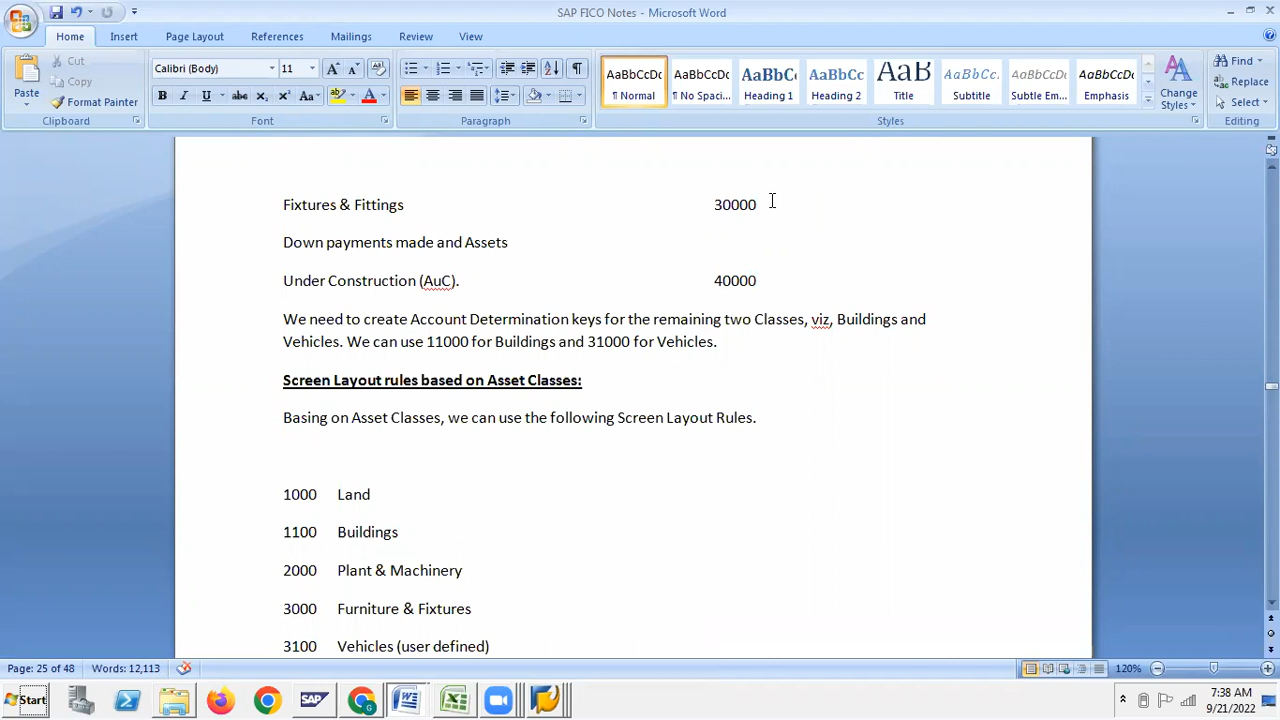 SAP FICO Notes - Microsoft Word
Home Insert Page Layout References Mailings Review View
Cut
Copy
Format Painter
Paste
Clipboard
Calibri (Body) 11
Font
Paragraph
AaBbCcDc AaBbCcDc AaBbC AaBbCc AaB AaBbCc. AaBbCcDc AaBbCcDc
¶ Normal ¶ No Spaci... Heading 1 Heading 2 Title Subtitle Subtle Em... Emphasis
Change Styles
Styles
Find
Replace
Select
Editing
Fixtures & Fittings 30000
Down payments made and Assets
Under Construction (AuC). 40000
We need to create Account Determination keys for the remaining two Classes, viz, Buildings and
Vehicles. We can use 11000 for Buildings and 31000 for Vehicles.
Screen Layout rules based on Asset Classes:
Basing on Asset Classes, we can use the following Screen Layout Rules.
1000 Land
1100 Buildings
2000 Plant & Machinery
3000 Furniture & Fixtures
3100 Vehicles (user defined)
Page: 25 of 48 Words: 12,113 120%
Start SAP 7:38 AM
9/21/2022